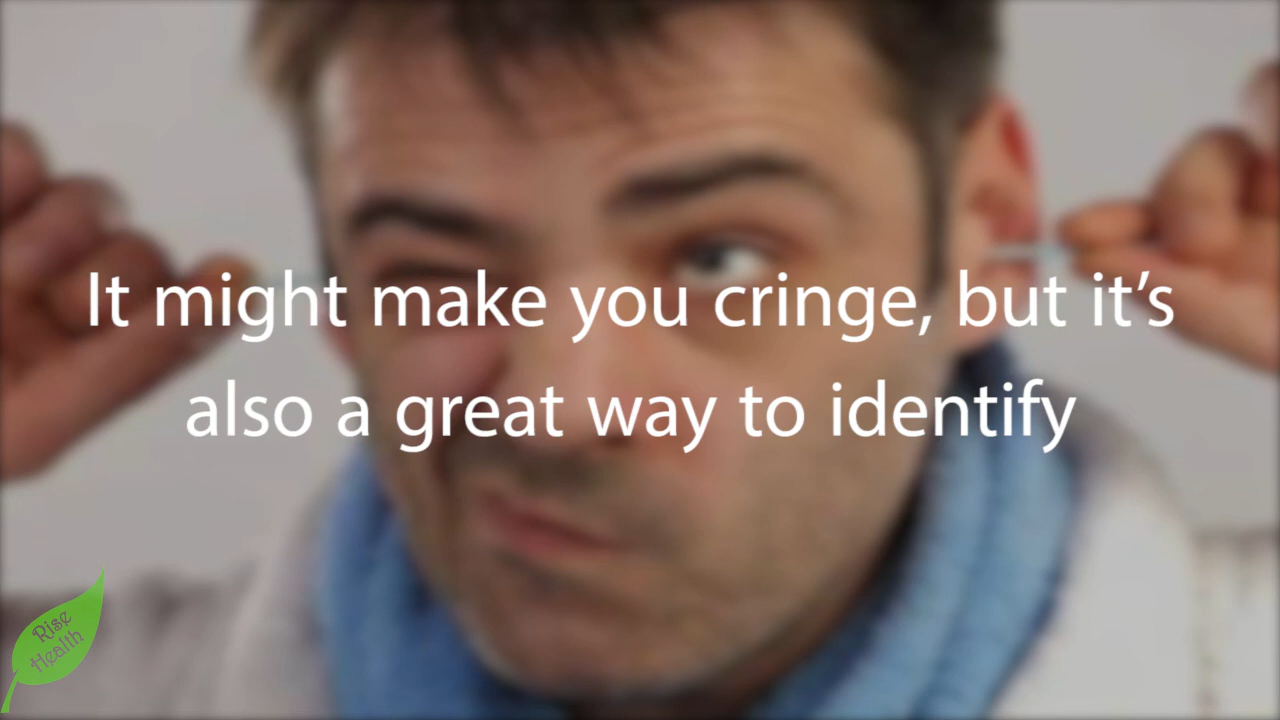 It might make you cringe, but it’s
also a great way to identify
Rise
Health